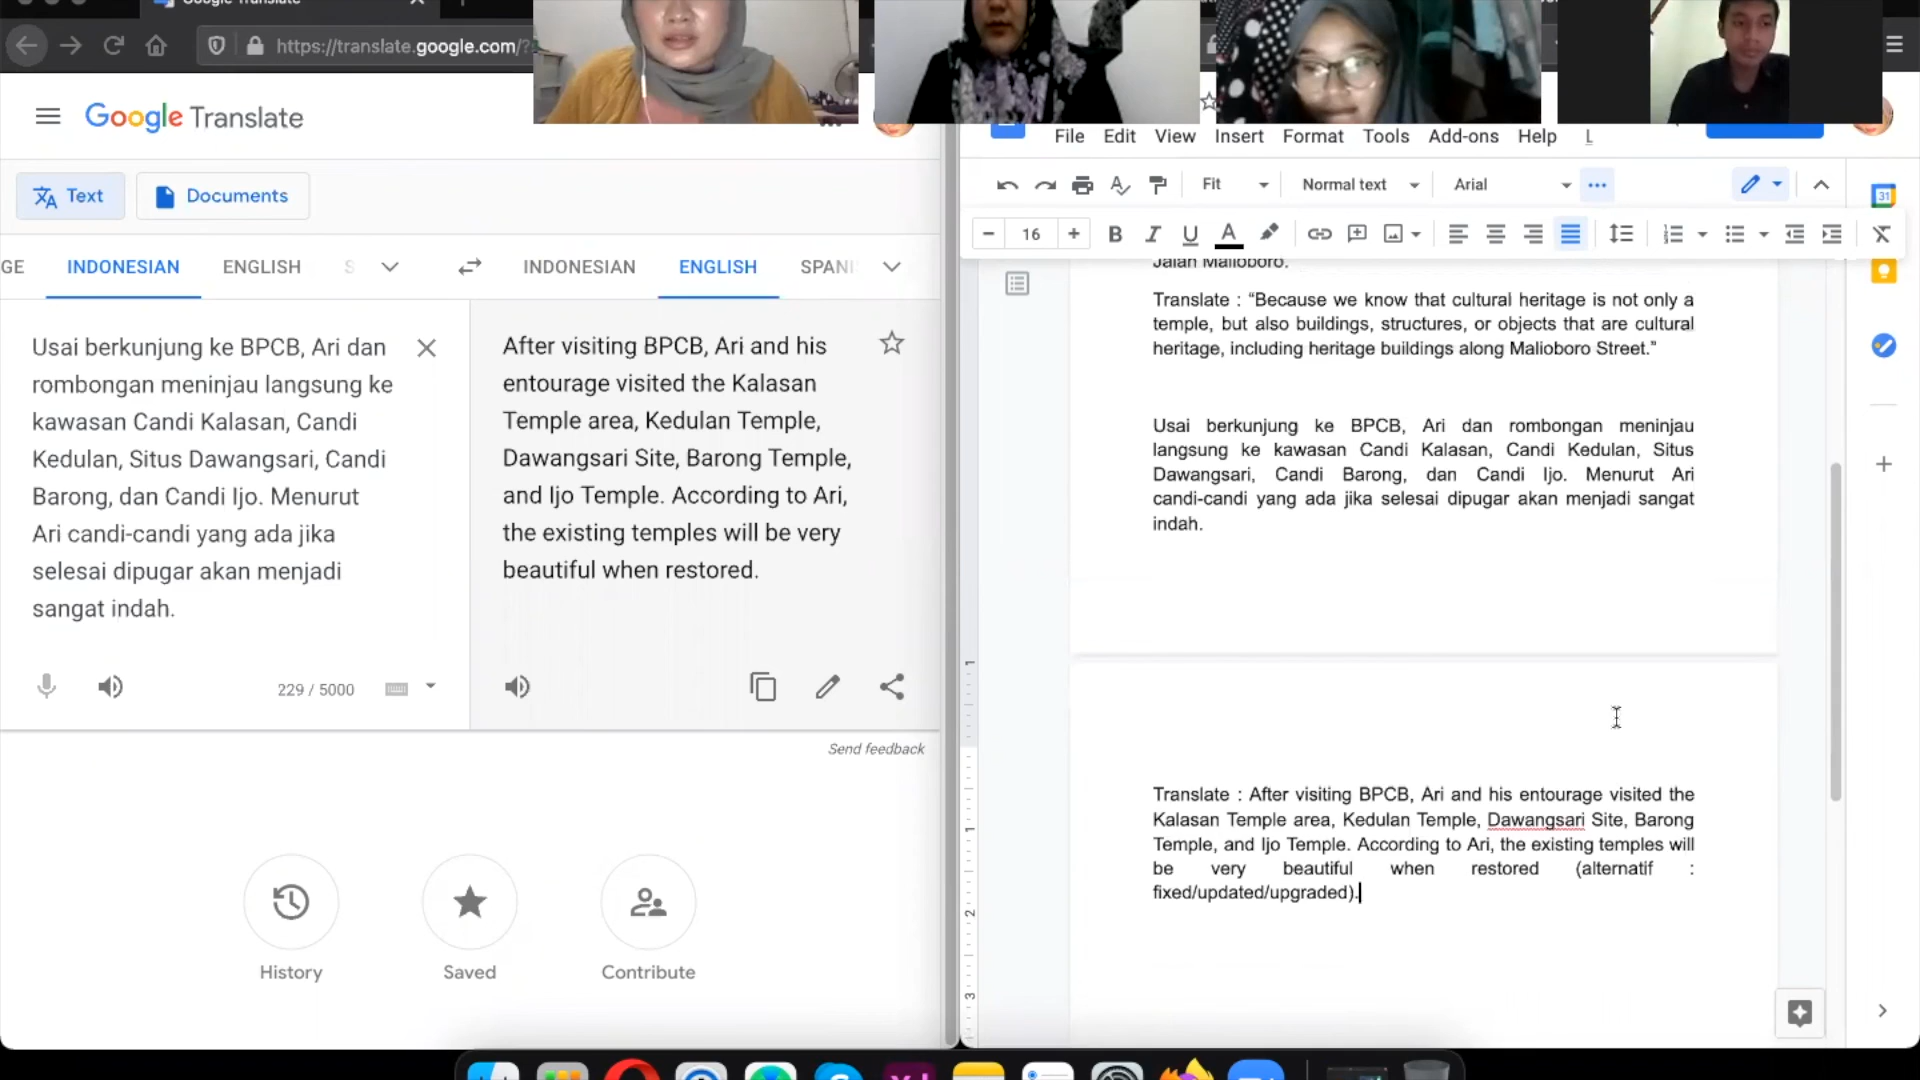 Google Translate
https://translate.google.com/?
Google Translate
Text
Documents
GE
INDONESIAN
ENGLISH
S
INDONESIAN
ENGLISH
SPANI
Usai berkunjung ke BPCB, Ari dan
rombongan meninjau langsung ke
kawasan Candi Kalasan, Candi
Kedulan, Situs Dawangsari, Candi
Barong, dan Candi Ijo. Menurut
Ari candi-candi yang ada jika
selesai dipugar akan menjadi
sangat indah.
229 / 5000
After visiting BPCB, Ari and his
entourage visited the Kalasan
Temple area, Kedulan Temple,
Dawangsari Site, Barong Temple,
and Ijo Temple. According to Ari,
the existing temples will be very
beautiful when restored.
Send feedback
History
Saved
Contribute
File Edit View Insert Format Tools Add-ons Help L
Fit
Normal text
Arial
16
31
Jalan Malioboro.
Translate : “Because we know that cultural heritage is not only a
temple, but also buildings, structures, or objects that are cultural
heritage, including heritage buildings along Malioboro Street.”
Usai berkunjung ke BPCB, Ari dan rombongan meninjau
langsung ke kawasan Candi Kalasan, Candi Kedulan, Situs
Dawangsari, Candi Barong, dan Candi Ijo. Menurut Ari
candi-candi yang ada jika selesai dipugar akan menjadi sangat
indah.
1
1
2
3
Translate : After visiting BPCB, Ari and his entourage visited the
Kalasan Temple area, Kedulan Temple, Dawangsari Site, Barong
Temple, and Ijo Temple. According to Ari, the existing temples will
be very beautiful when restored (alternatif :
fixed/updated/upgraded).